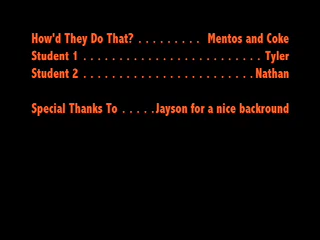 How'd They Do That? . . . . . . . . . Mentos and Coke
Student 1 . . . . . . . . . . . . . . . . . . . . . . . . . Tyler
Student 2 . . . . . . . . . . . . . . . . . . . . . . . . Nathan
Special Thanks To . . . . . Jayson for a nice backround